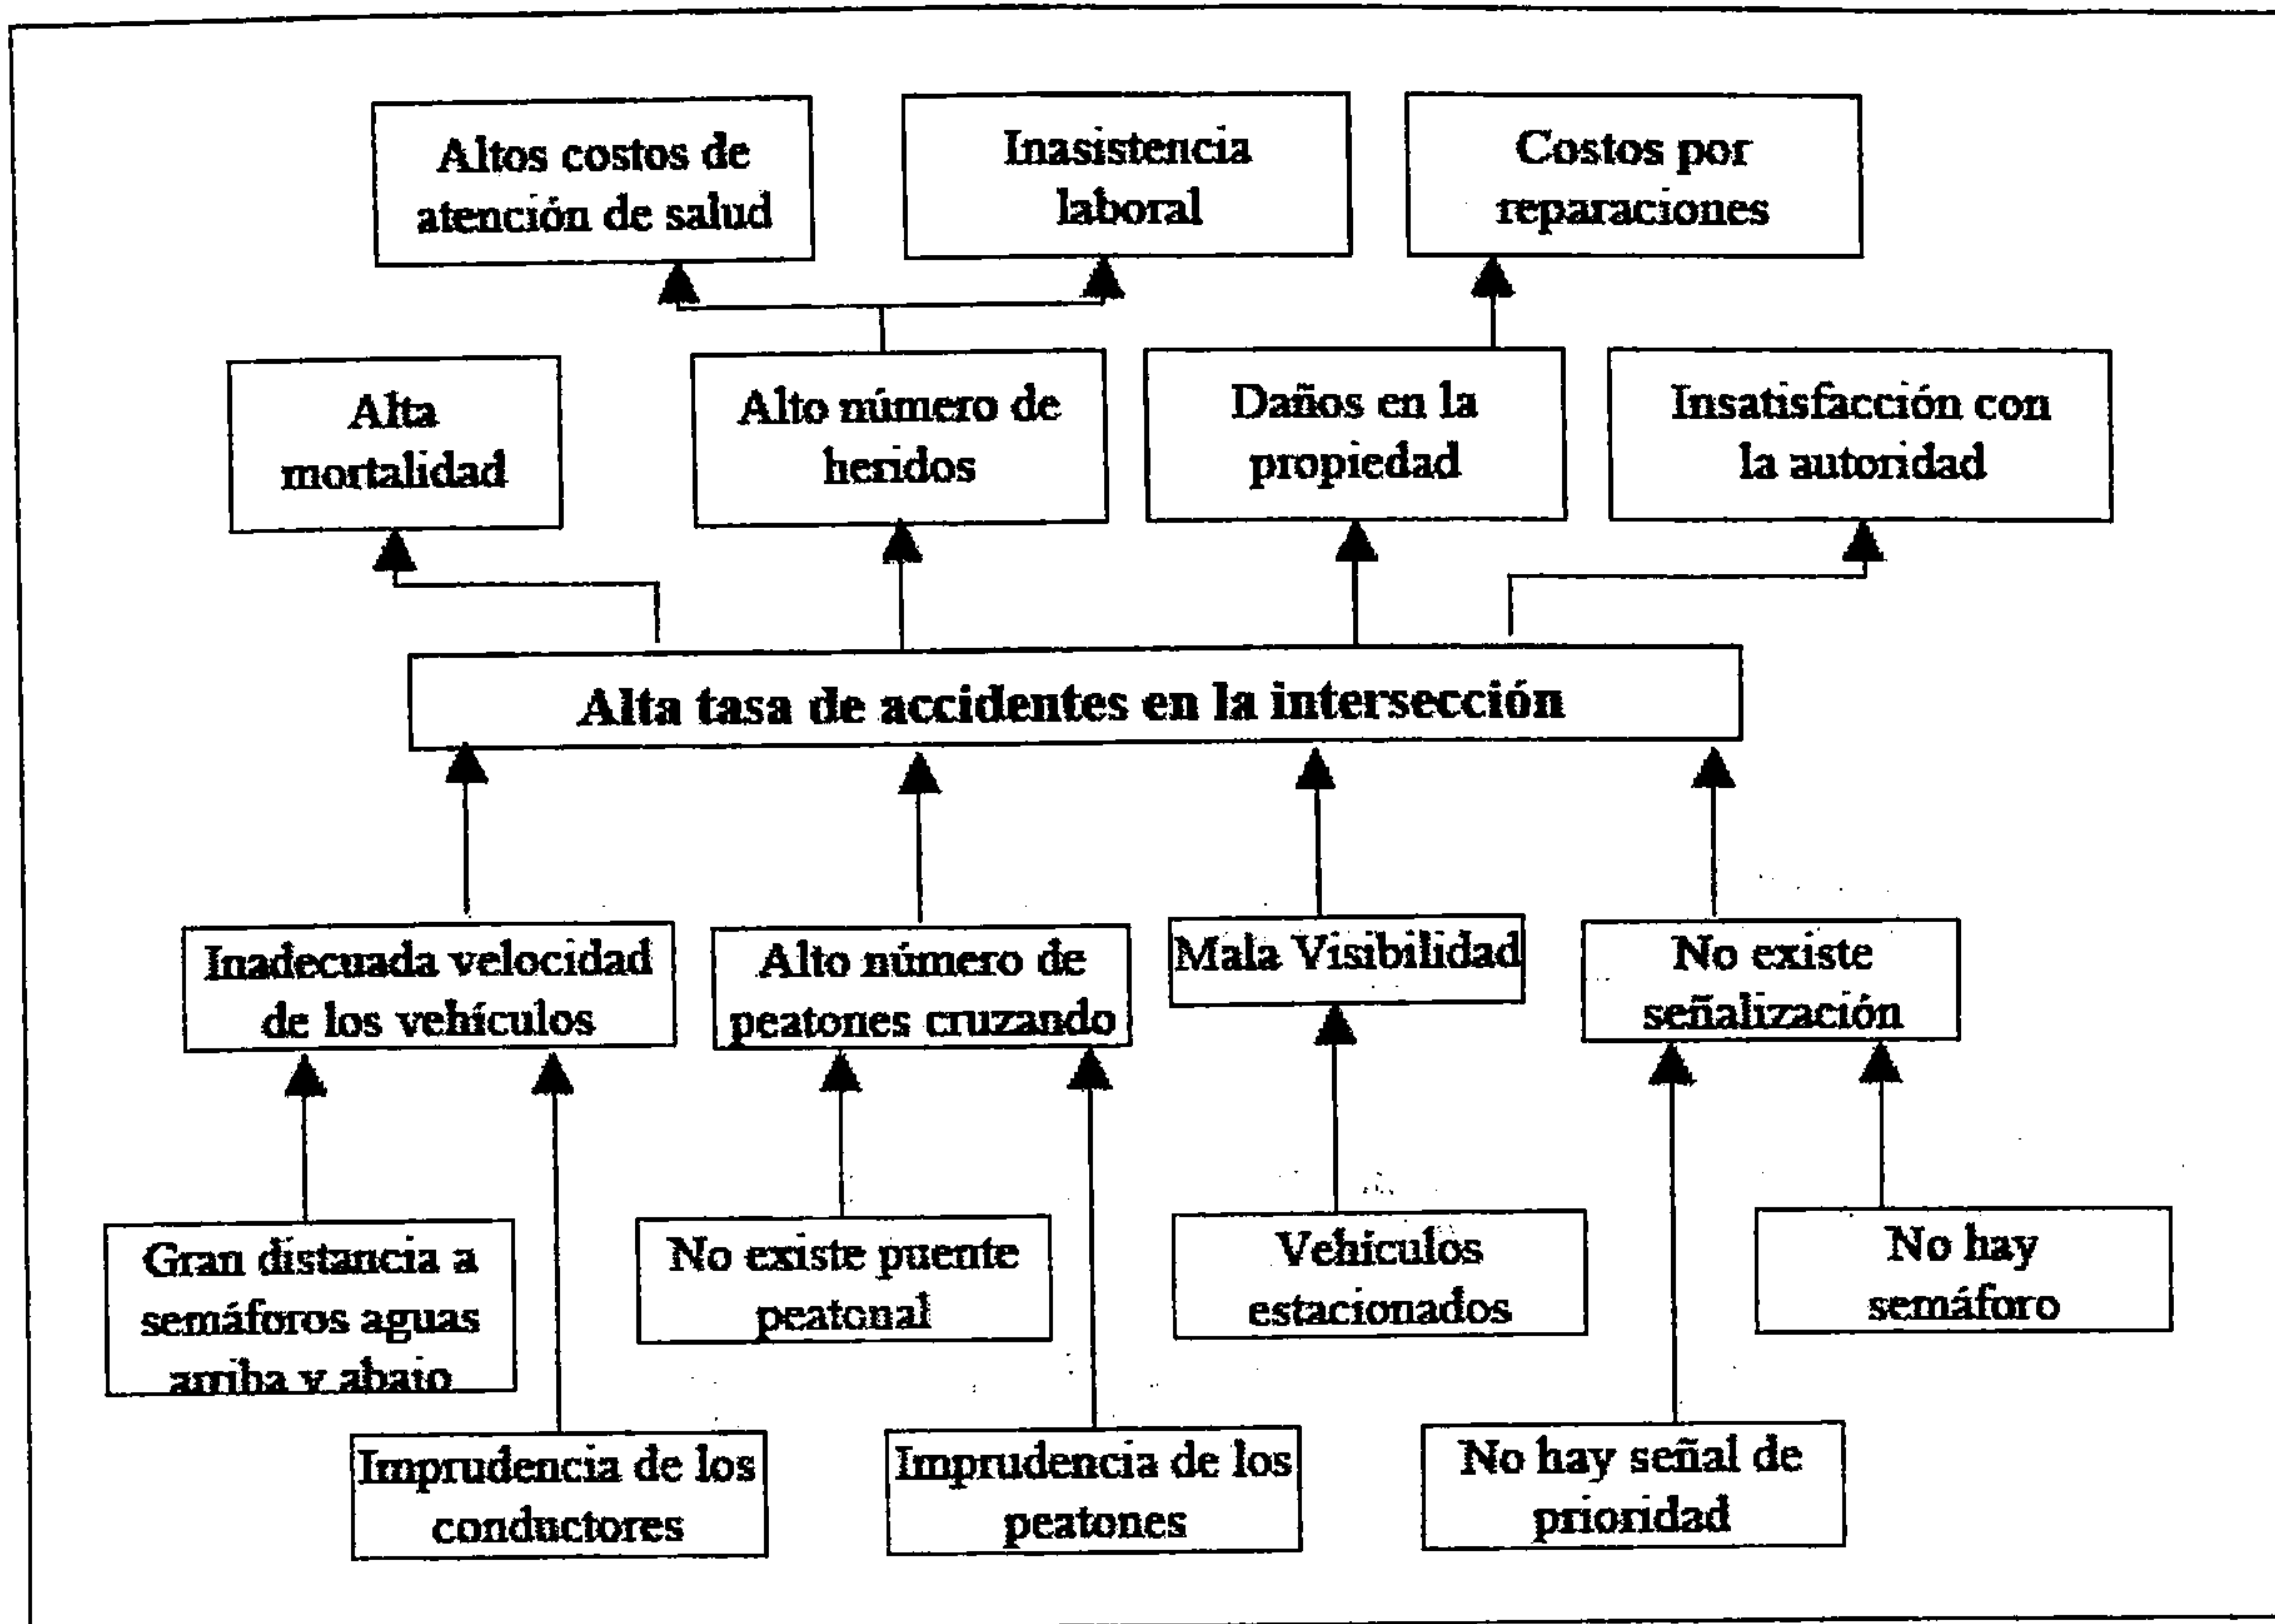 Altos costos de
atención de salud
Inasistencia
laboral
Costos por
reparaciones
Alta
mortalidad
Alto número de
heridos
Daños en la
propiedad
Insatisfacción con
la autoridad
Alta tasa de accidentes en la intersección
Inadecuada velocidad
de los vehículos
Alto número de
peatones cruzando
Mala Visibilidad
No existe
señalización
Gran distancia a
semáforos aguas
arriba y abajo
No existe puente
peatonal
Vehículos
estacionados
No hay
semáforo
Imprudencia de los
conductores
Imprudencia de los
peatones
No hay señal de
prioridad